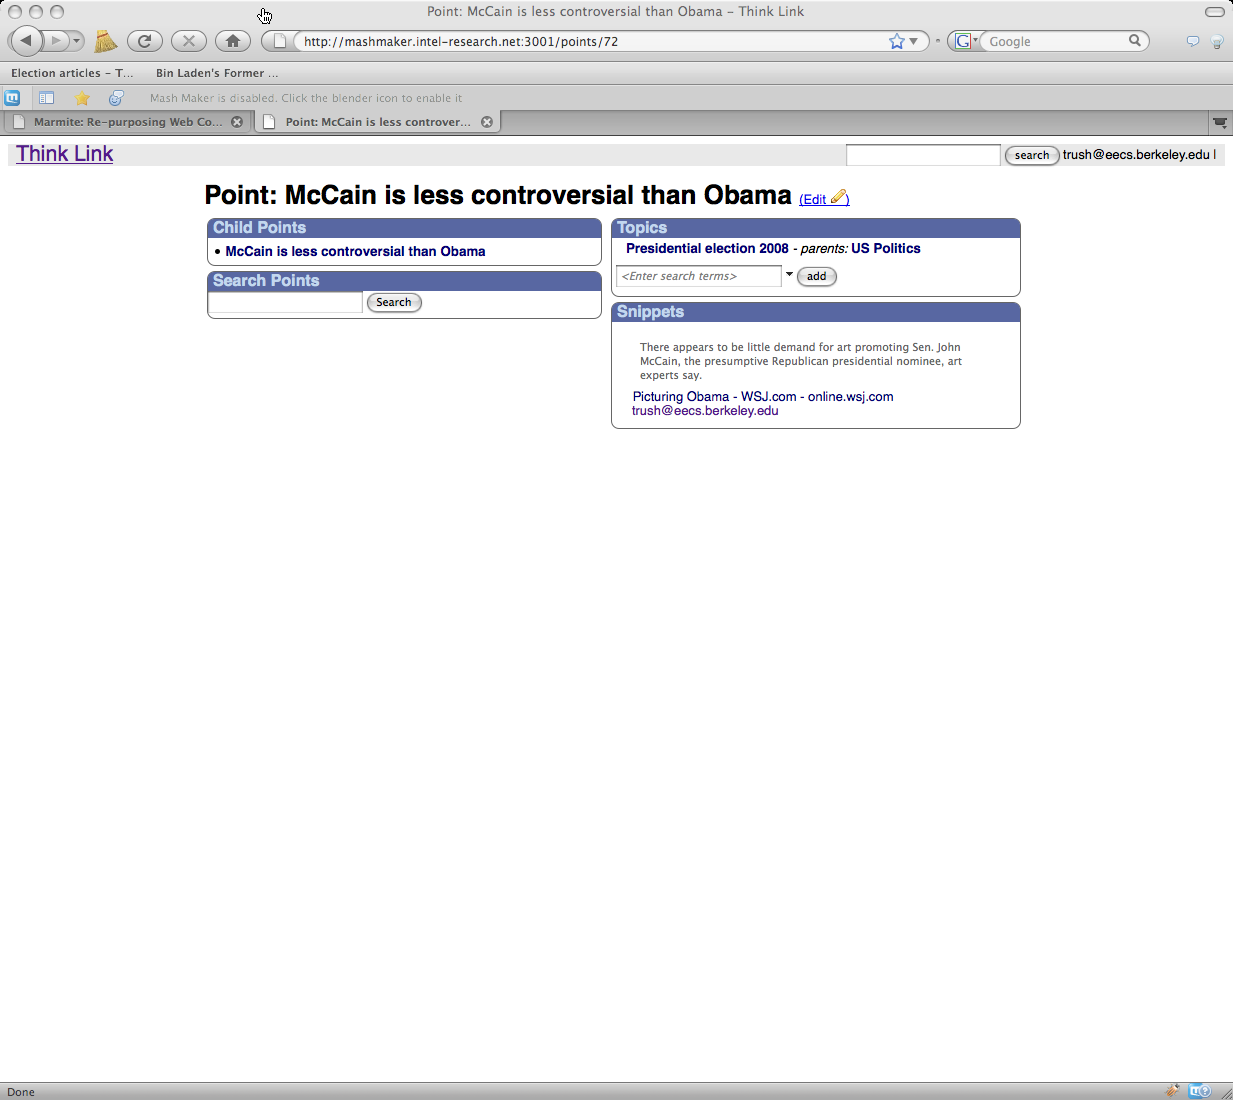 Point: McCain is less controversial than Obama – Think Link
http://mashmaker.intel-research.net:3001/points/72
G
Google
Election articles – T...
Bin Laden's Former ...
Mash Maker is disabled. Click the blender icon to enable it
Marmite: Re-purposing Web Co...
Point: McCain is less controver...
Think Link
search
trush@eecs.berkeley.edu |
Point: McCain is less controversial than Obama (Edit)
Child Points
• McCain is less controversial than Obama
Search Points
Search
Topics
Presidential election 2008 - parents: US Politics
<Enter search terms>
add
Snippets
There appears to be little demand for art promoting Sen. John
McCain, the presumptive Republican presidential nominee, art
experts say.
Picturing Obama - WSJ.com - online.wsj.com
trush@eecs.berkeley.edu
Done